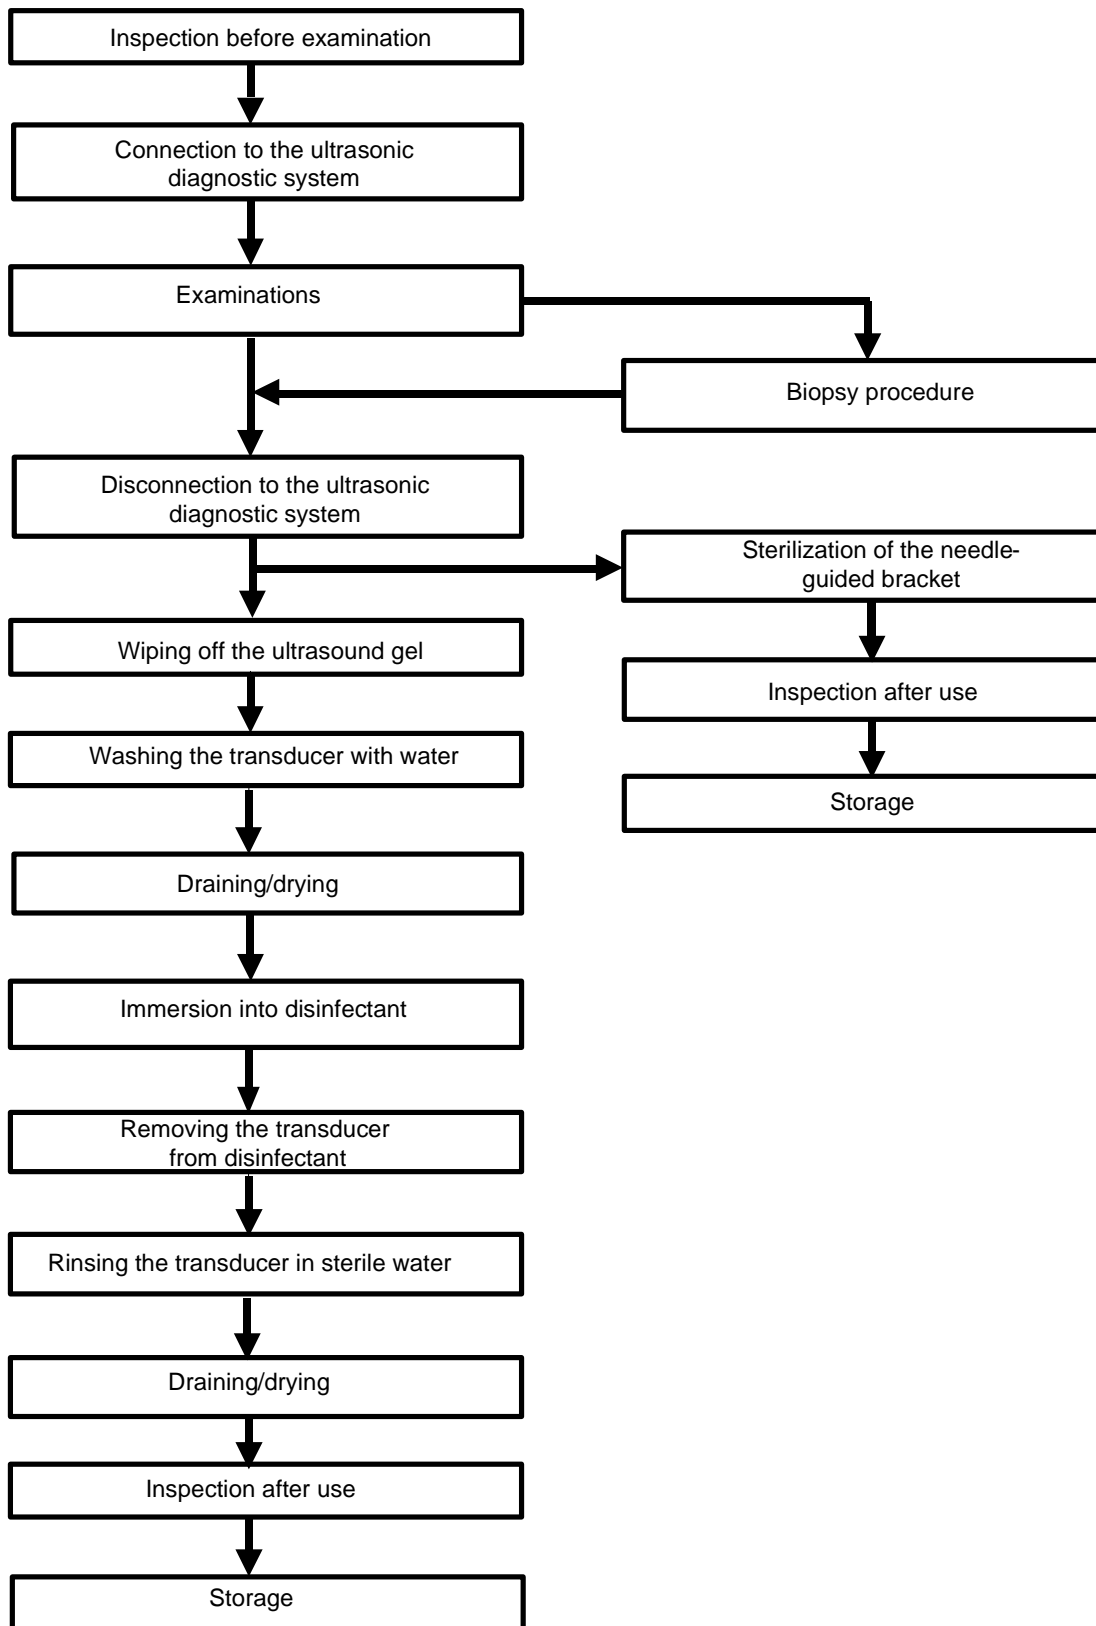 Inspection before examination
Connection to the ultrasonic
diagnostic system
Examinations
Biopsy procedure
Disconnection to the ultrasonic
diagnostic system
Sterilization of the needle-
guided bracket
Wiping off the ultrasound gel
Inspection after use
Washing the transducer with water
Storage
Draining/drying
Immersion into disinfectant
Removing the transducer
from disinfectant
Rinsing the transducer in sterile water
Draining/drying
Inspection after use
Storage